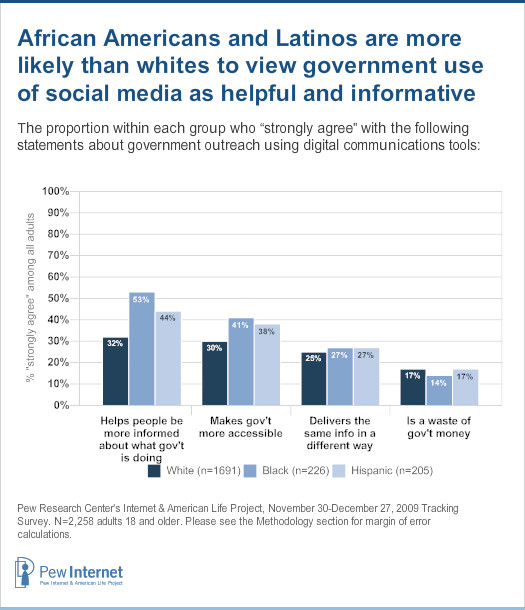 African Americans and Latinos are more
likely than whites to view government use
of social media as helpful and informative
The proportion within each group who “strongly agree” with the following
statements about government outreach using digital communications tools:
% "strongly agree" among all adults
100%
90%
80%
70%
60%
50%
40%
30%
20%
10%
0%
32%
53%
44%
30%
41%
38%
25%
27%
27%
17%
14%
17%
Helps people be
more informed
about what gov't
is doing
Makes gov't
more accessible
Delivers the
same info in a
different way
Is a waste of
gov't money
White (n=1691) Black (n=226) Hispanic (n=205)
Pew Research Center's Internet & American Life Project, November 30-December 27, 2009 Tracking
Survey. N=2,258 adults 18 and older. Please see the Methodology section for margin of error
calculations.
Pew Internet
Pew Internet & American Life Project